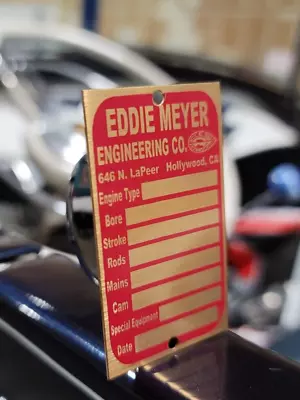 EDDIE MEYER
ENGINEERING CO.
646 N. LaPeer Hollywood, CA
Engine Type
Bore
Stroke
Rods
Mains
Cam
Special Equipment
Date